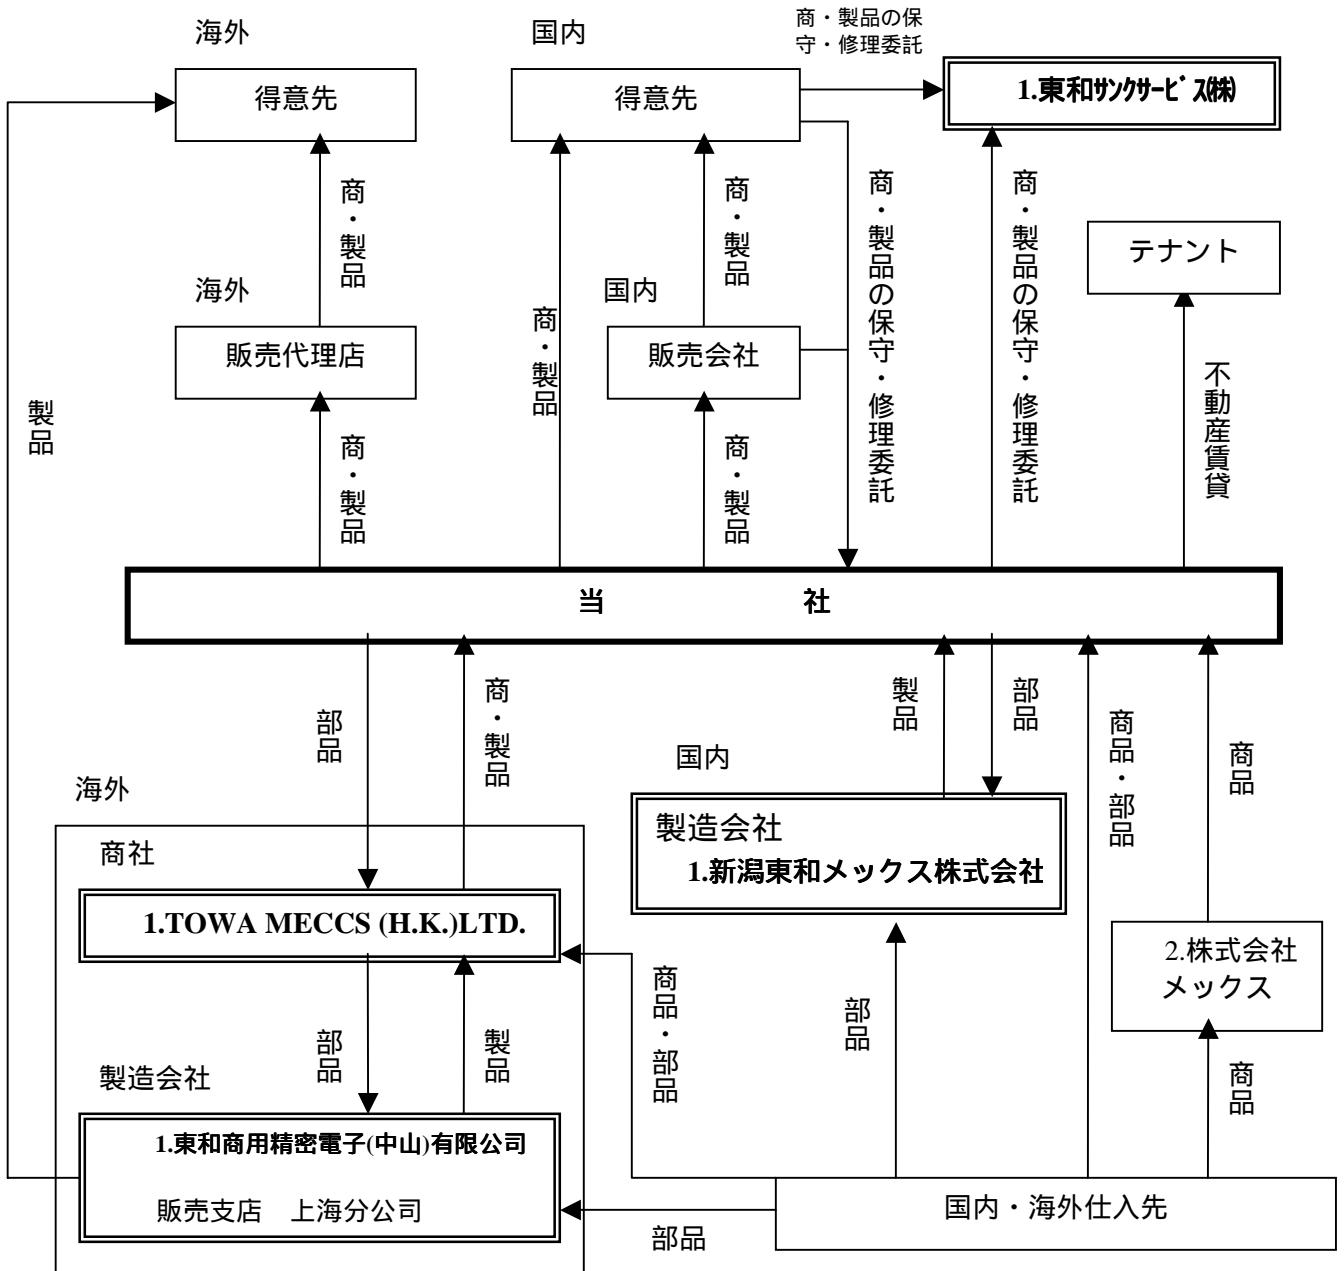 海外
国内
商・製品の保
守・修理委託
得意先
得意先
1.東和サンクサービス㈱
商・製品
商・製品
商・製品の保守・修理委託
商・製品の保守・修理委託
テナント
海外
国内
商・製品
販売代理店
販売会社
不動産賃貸
製品
商・製品
商・製品
当 社
部品
商・製品
製品
部品
商品・部品
商品
国内
海外
製造会社
1.新潟東和メックス株式会社
商社
1.TOWA MECCS (H.K.)LTD.
2.株式会社
メックス
商品・部品
部品
部品
製品
商品
製造会社
1.東和商用精密電子(中山)有限公司
販売支店 上海分公司
国内・海外仕入先
部品